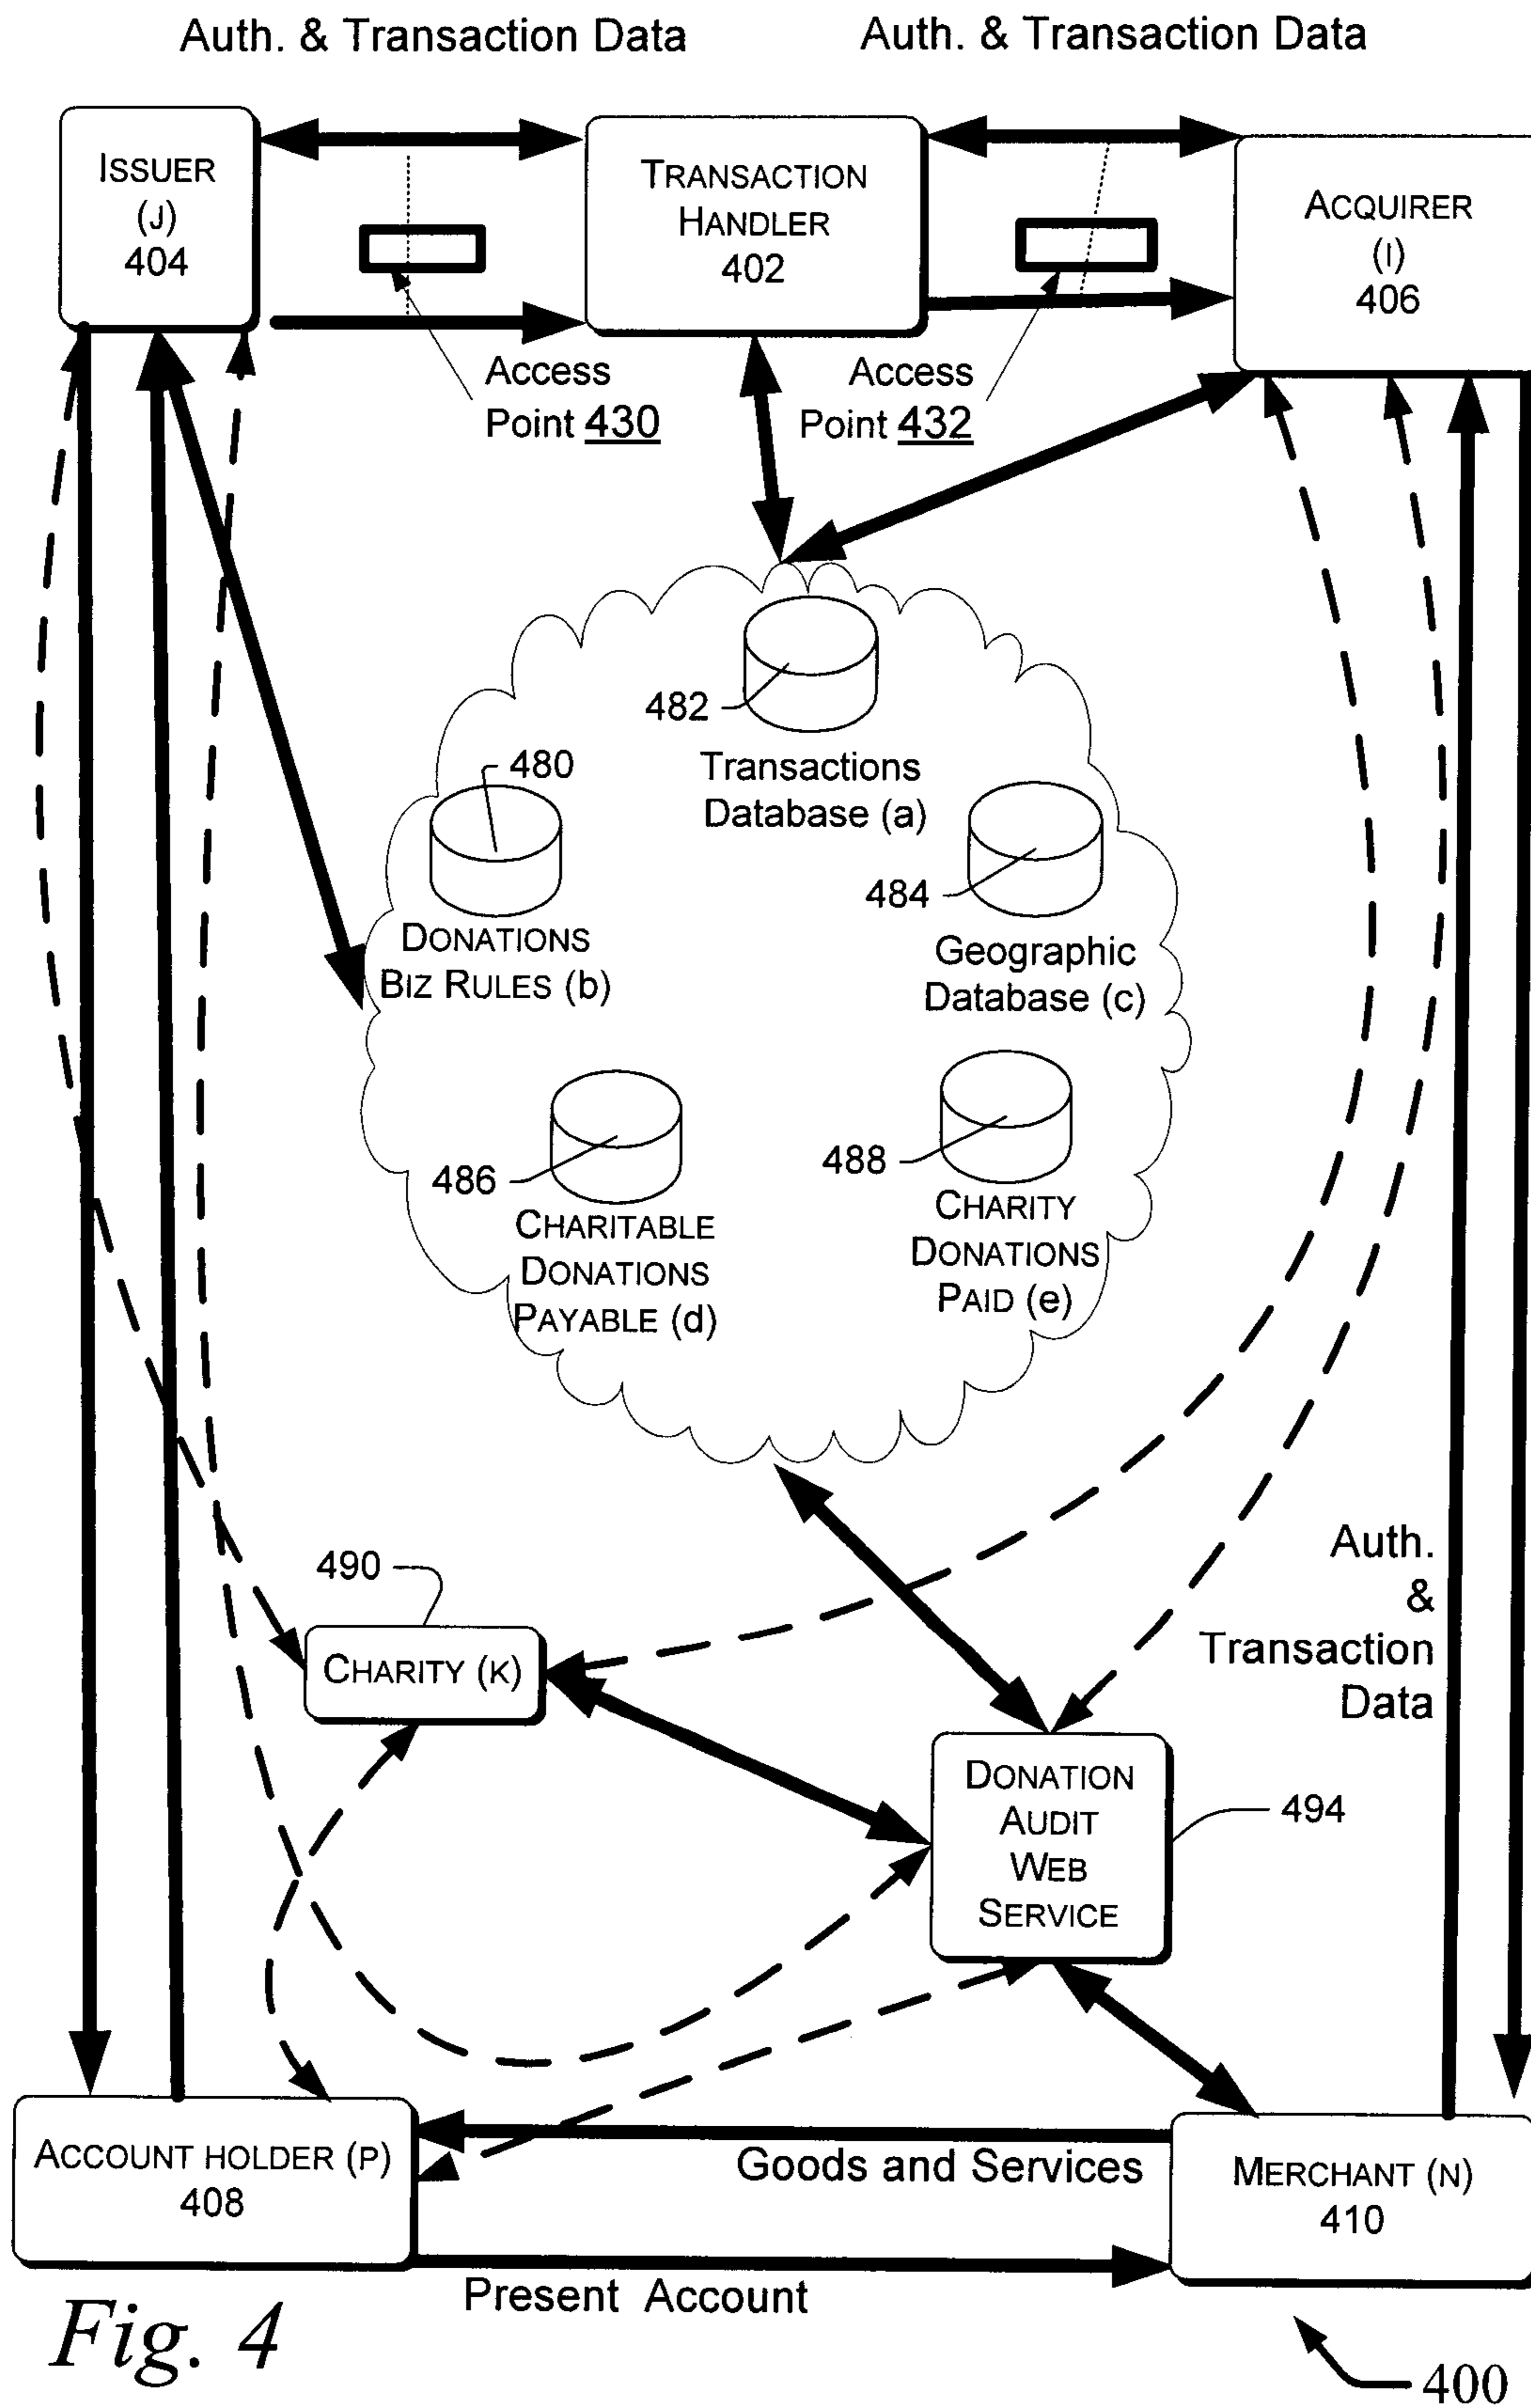 Auth. & Transaction Data
Auth. & Transaction Data
ISSUER
(J)
404
TRANSACTION
HANDLER
402
ACQUIRER
(I)
406
Access
Point 430
Access
Point 432
482
Transactions
Database (a)
480
DONATIONS
BIZ RULES (b)
484
Geographic
Database (c)
486
CHARITABLE
DONATIONS
PAYABLE (d)
488
CHARITY
DONATIONS
PAID (e)
Auth.
&
Transaction
Data
490
CHARITY (K)
DONATION
AUDIT
WEB
SERVICE
494
ACCOUNT HOLDER (P)
408
Goods and Services
MERCHANT (N)
410
Present Account
Fig. 4
400